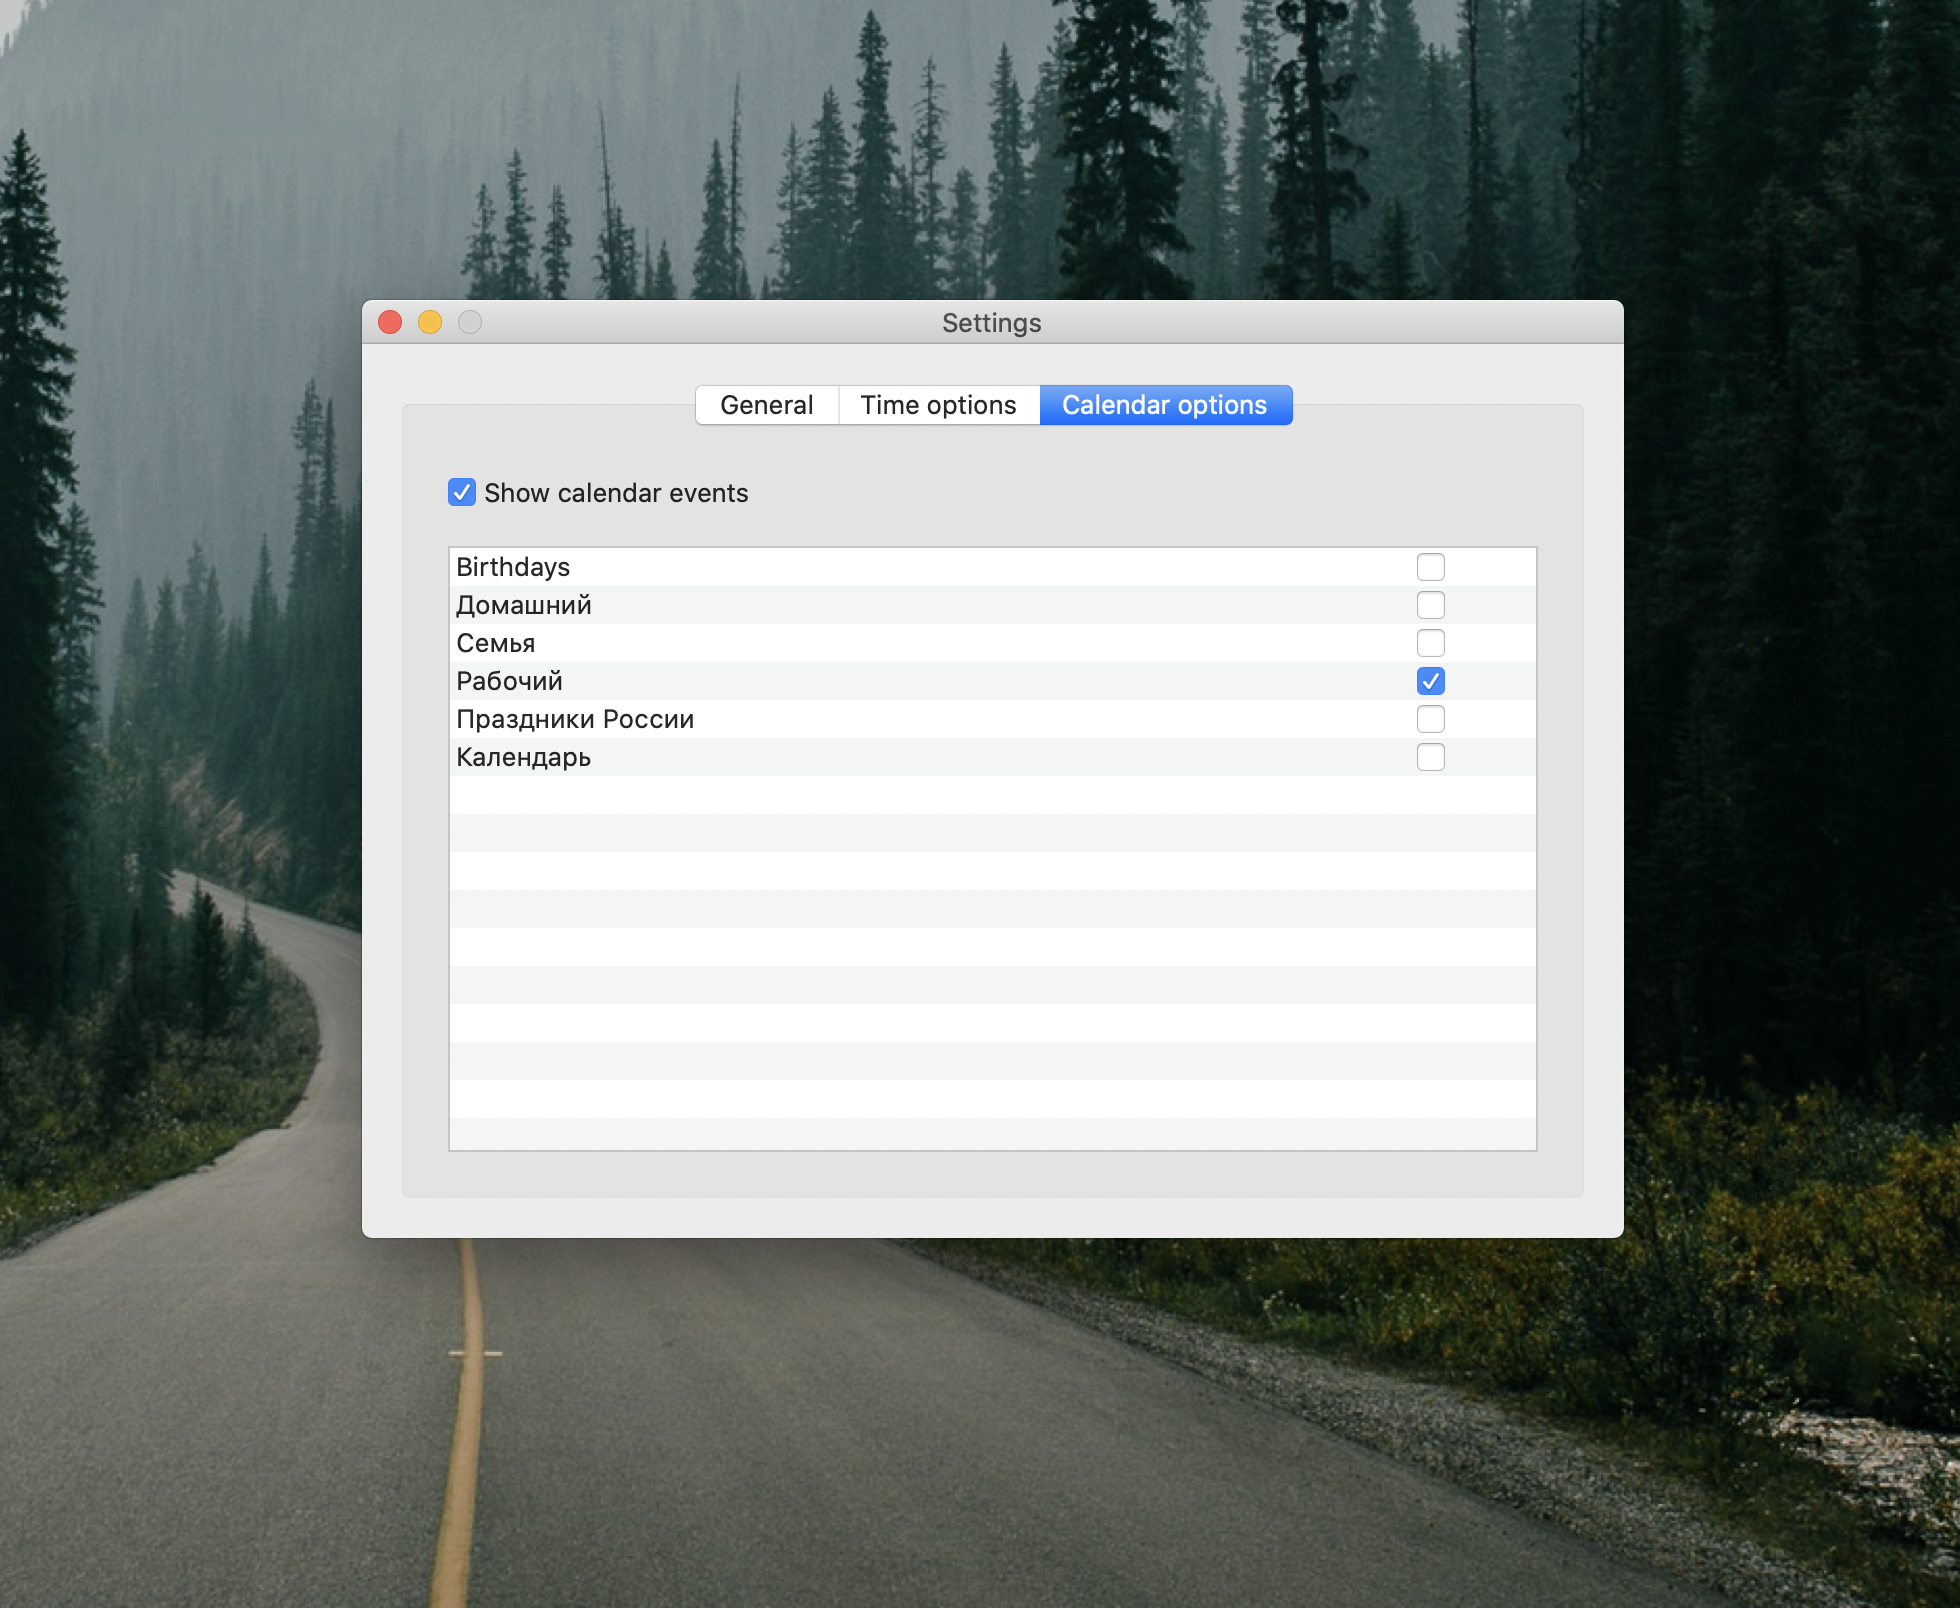 Settings
General Time options Calendar options
Show calendar events
Birthdays
Домашний
Семья
Рабочий
Праздники России
Календарь